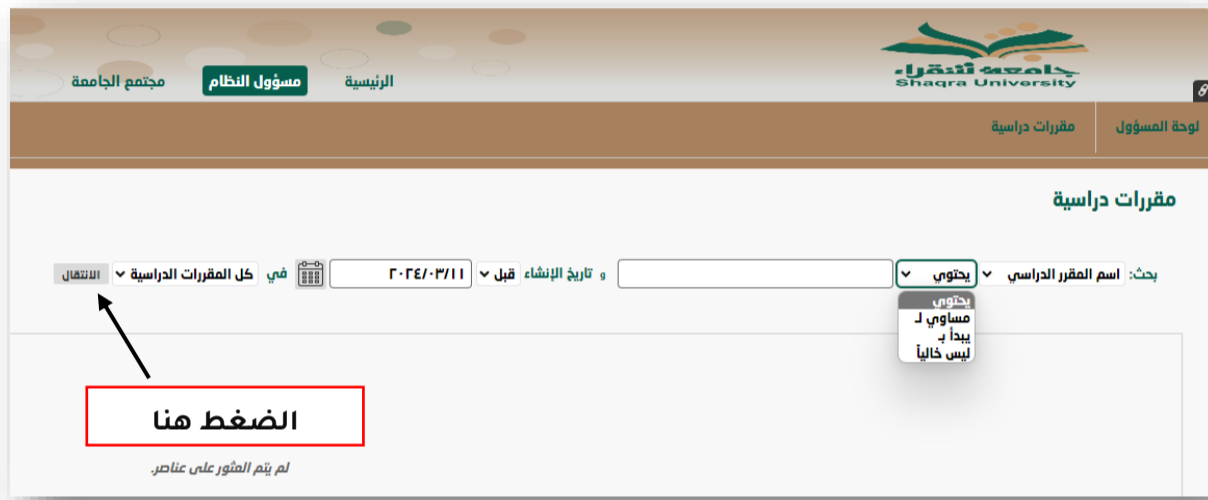 جامعة شقراء
Shaqra University
الرئيسية
مسؤول النظام
مجتمع الجامعة
لوحة المسؤول
مقررات دراسية
مقررات دراسية
بحث: اسم المقرر الدراسي يحتوي و تاريخ الإنشاء قبل ٢٠٢٤/٠٣/١١ في كل المقررات الدراسية الانتقال
يحتوي
مساوي لـ
يبدأ بـ
ليس خالياً
الضغط هنا
لم يتم العثور على عناصر.